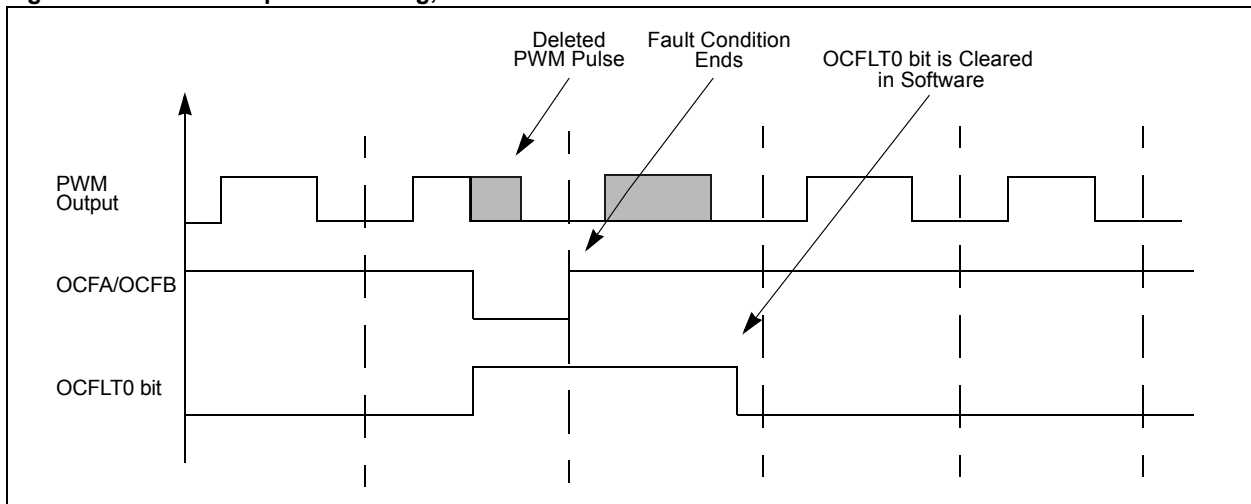 Deleted
PWM Pulse
Fault Condition
Ends
OCFLT0 bit is Cleared
in Software
PWM
Output
OCFA/OCFB
OCFLT0 bit